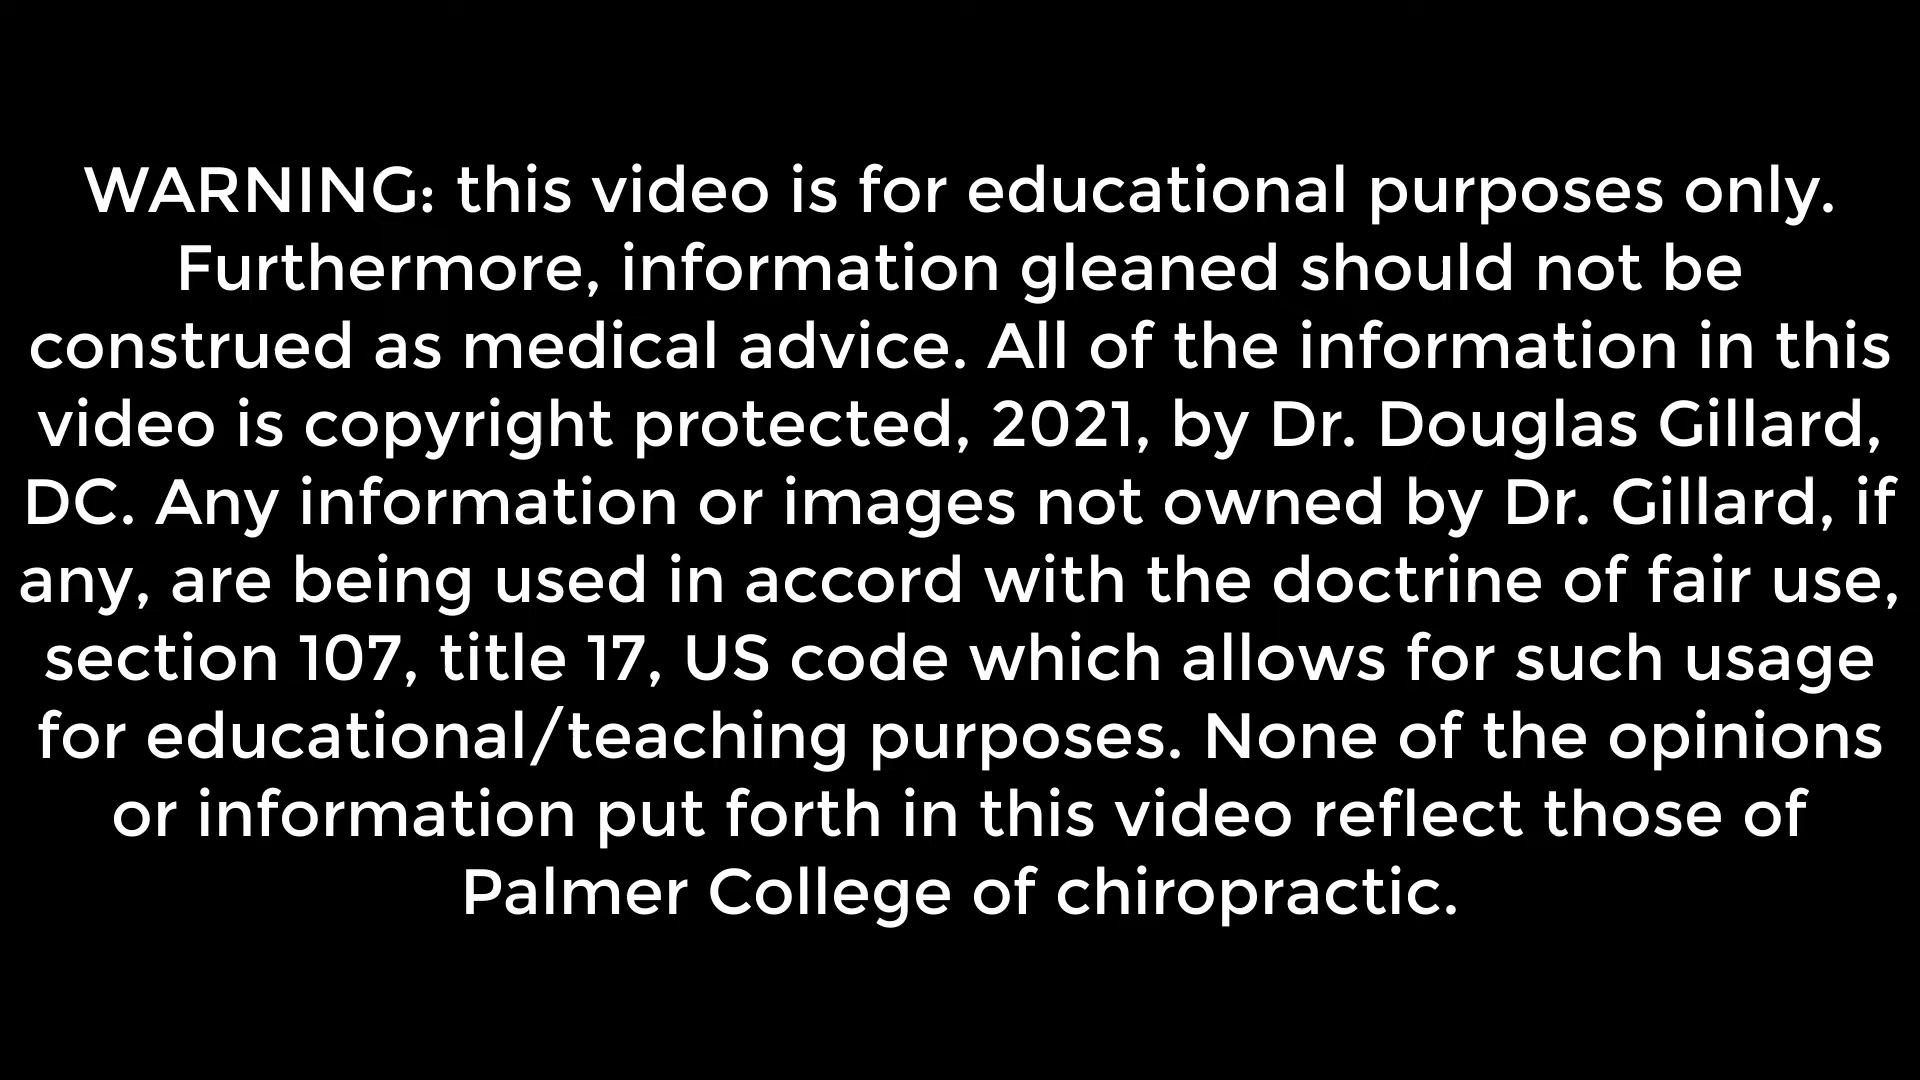 WARNING: this video is for educational purposes only.
Furthermore, information gleaned should not be
construed as medical advice. All of the information in this
video is copyright protected, 2021, by Dr. Douglas Gillard,
DC. Any information or images not owned by Dr. Gillard, if
any, are being used in accord with the doctrine of fair use,
section 107, title 17, US code which allows for such usage
for educational/teaching purposes. None of the opinions
or information put forth in this video reflect those of
Palmer College of chiropractic.